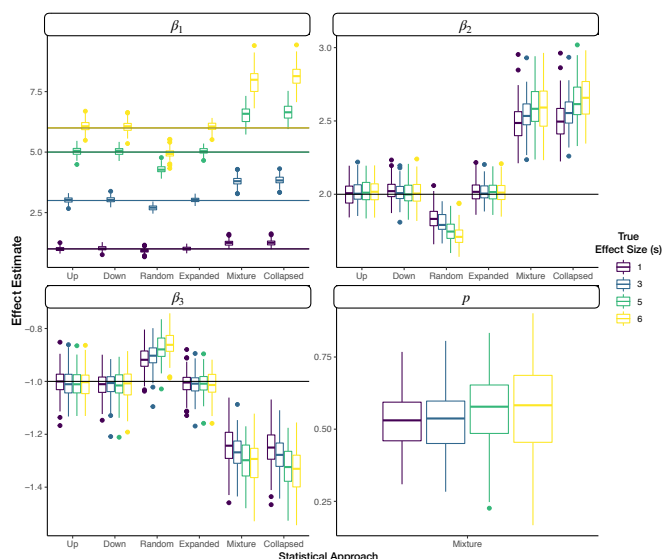 β₁
β₂
7.5
5.0
2.5
3.0
2.5
2.0
Up Down Random Expanded Mixture Collapsed
Up Down Random Expanded Mixture Collapsed
Effect Estimate
True
Effect Size (s)
1
3
5
6
β₃
p
−0.8
−1.0
−1.2
−1.4
0.75
0.50
0.25
Up Down Random Expanded Mixture Collapsed
Mixture
Statistical Approach